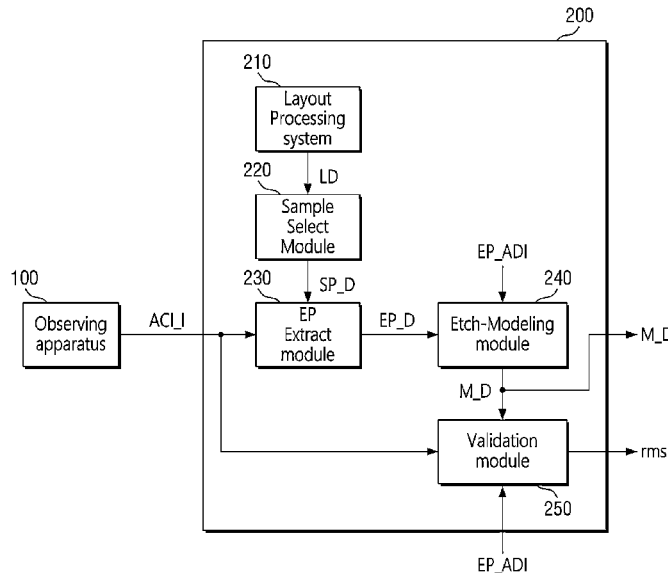 200
210
Layout
Processing
system
LD
220
Sample
Select
Module
SP_D
EP_ADI
100
Observing
apparatus
ACI_I
230
EP
Extract
module
EP_D
240
Etch-Modeling
module
M_D
M_D
Validation
module
rms
250
EP_ADI